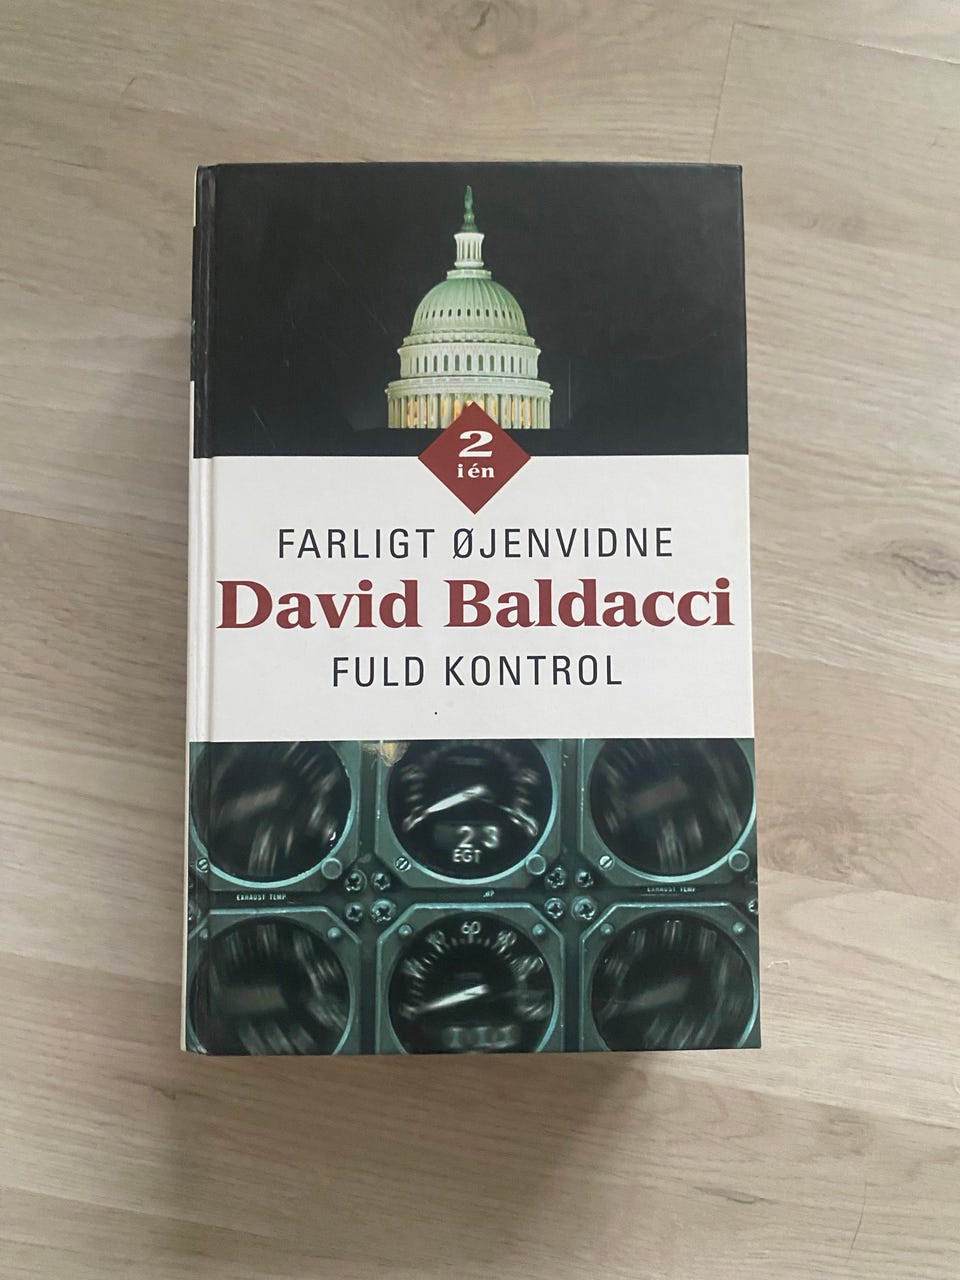 2
i én
FARLIGT ØJENVIDNE
David Baldacci
FULD KONTROL
23
EGT
EXHAUST TEMP
EXHAUST TEMP
60